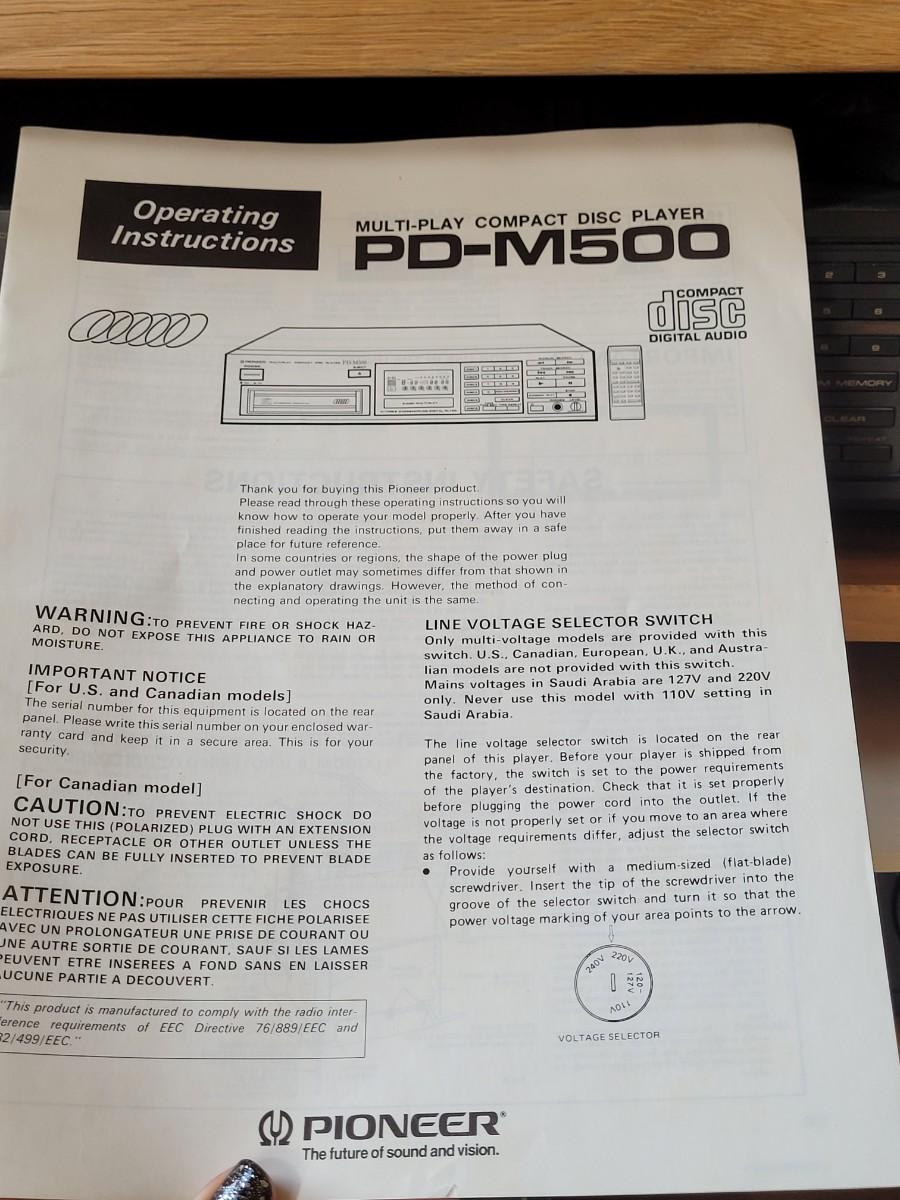 Operating
Instructions
MULTI-PLAY COMPACT DISC PLAYER
PD-M500
COMPACT
disc
DIGITAL AUDIO
PIONEER
Thank you for buying this Pioneer product.
Please read through these operating instructions so you will
know how to operate your model properly. After you have
finished reading the instructions, put them away in a safe
place for future reference.
In some countries or regions, the shape of the power plug
and power outlet may sometimes differ from that shown in
the explanatory drawings. However, the method of con-
necting and operating the unit is the same.
WARNING:TO PREVENT FIRE OR SHOCK HAZ-
ARD, DO NOT EXPOSE THIS APPLIANCE TO RAIN OR
MOISTURE.
IMPORTANT NOTICE
[For U.S. and Canadian models]
The serial number for this equipment is located on the rear
panel. Please write this serial number on your enclosed war-
ranty card and keep it in a secure area. This is for your
security.
[For Canadian model]
CAUTION:TO PREVENT ELECTRIC SHOCK DO
NOT USE THIS (POLARIZED) PLUG WITH AN EXTENSION
CORD, RECEPTACLE OR OTHER OUTLET UNLESS THE
BLADES CAN BE FULLY INSERTED TO PREVENT BLADE
EXPOSURE.
ATTENTION:POUR PREVENIR LES CHOCS
ELECTRIQUES NE PAS UTILISER CETTE FICHE POLARISEE
AVEC UN PROLONGATEUR UNE PRISE DE COURANT OU
UNE AUTRE SORTIE DE COURANT, SAUF SI LES LAMES
PEUVENT ETRE INSEREES A FOND SANS EN LAISSER
AUCUNE PARTIE A DECOUVERT.
"This product is manufactured to comply with the radio inter-
ference requirements of EEC Directive 76/889/EEC and
82/499/EEC."
LINE VOLTAGE SELECTOR SWITCH
Only multi-voltage models are provided with this
switch. U.S., Canadian, European, U.K., and Austra-
lian models are not provided with this switch.
Mains voltages in Saudi Arabia are 127V and 220V
only. Never use this model with 110V setting in
Saudi Arabia.
The line voltage selector switch is located on the rear
panel of this player. Before your player is shipped from
the factory, the switch is set to the power requirements
of the player's destination. Check that it is set properly
before plugging the power cord into the outlet. If the
voltage is not properly set or if you move to an area where
the voltage requirements differ, adjust the selector switch
as follows:
● Provide yourself with a medium-sized (flat-blade)
screwdriver. Insert the tip of the screwdriver into the
groove of the selector switch and turn it so that the
power voltage marking of your area points to the arrow.
240V
220V
120-
127V
110V
VOLTAGE SELECTOR
PIONEER®
The future of sound and vision.
2
3
6
9
MEMORY
CLEAR